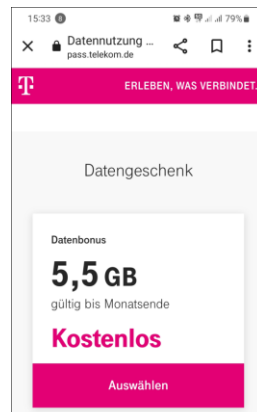 15:33 79%
Datennutzung ...
pass.telekom.de
T ERLEBEN, WAS VERBINDET.
Datengeschenk
Datenbonus
5,5 GB
gültig bis Monatsende
Kostenlos
Auswählen